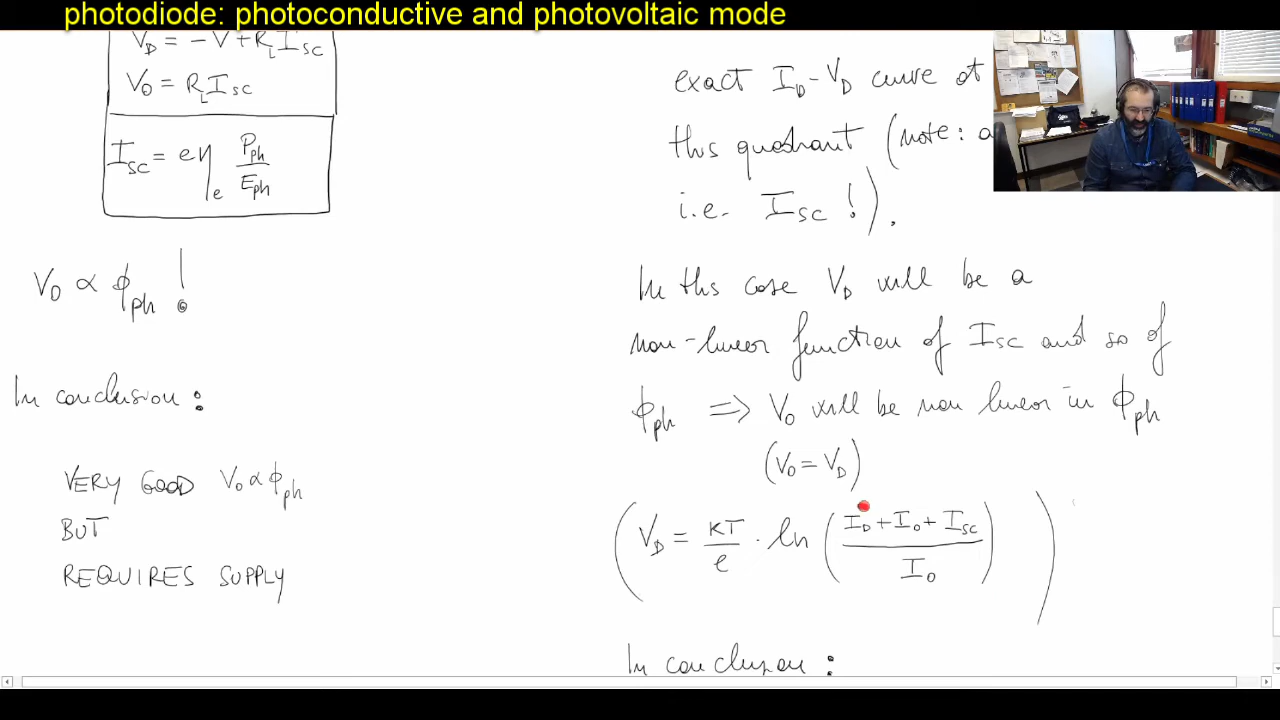 photodiode: photoconductive and photovoltaic mode
V_D = -V + R_L I_SC
V_0 = R_L I_SC
I_SC = e η_e P_ph / E_ph
V_0 ∝ ϕ_ph !
In conclusion :
VERY GOOD V_0 ∝ ϕ_ph
BUT
REQUIRES SUPPLY
exact I_D - V_D curve at
this quadrant (note: a
i.e. I_SC !).
In ths case V_D will be a
non-linear function of I_SC and so of
ϕ_ph => V_0 will be non linear in ϕ_ph
(V_0 = V_D)
( V_D = KT / e · ln ( I_D + I_0 + I_SC / I_0 ) )
In conclusion :